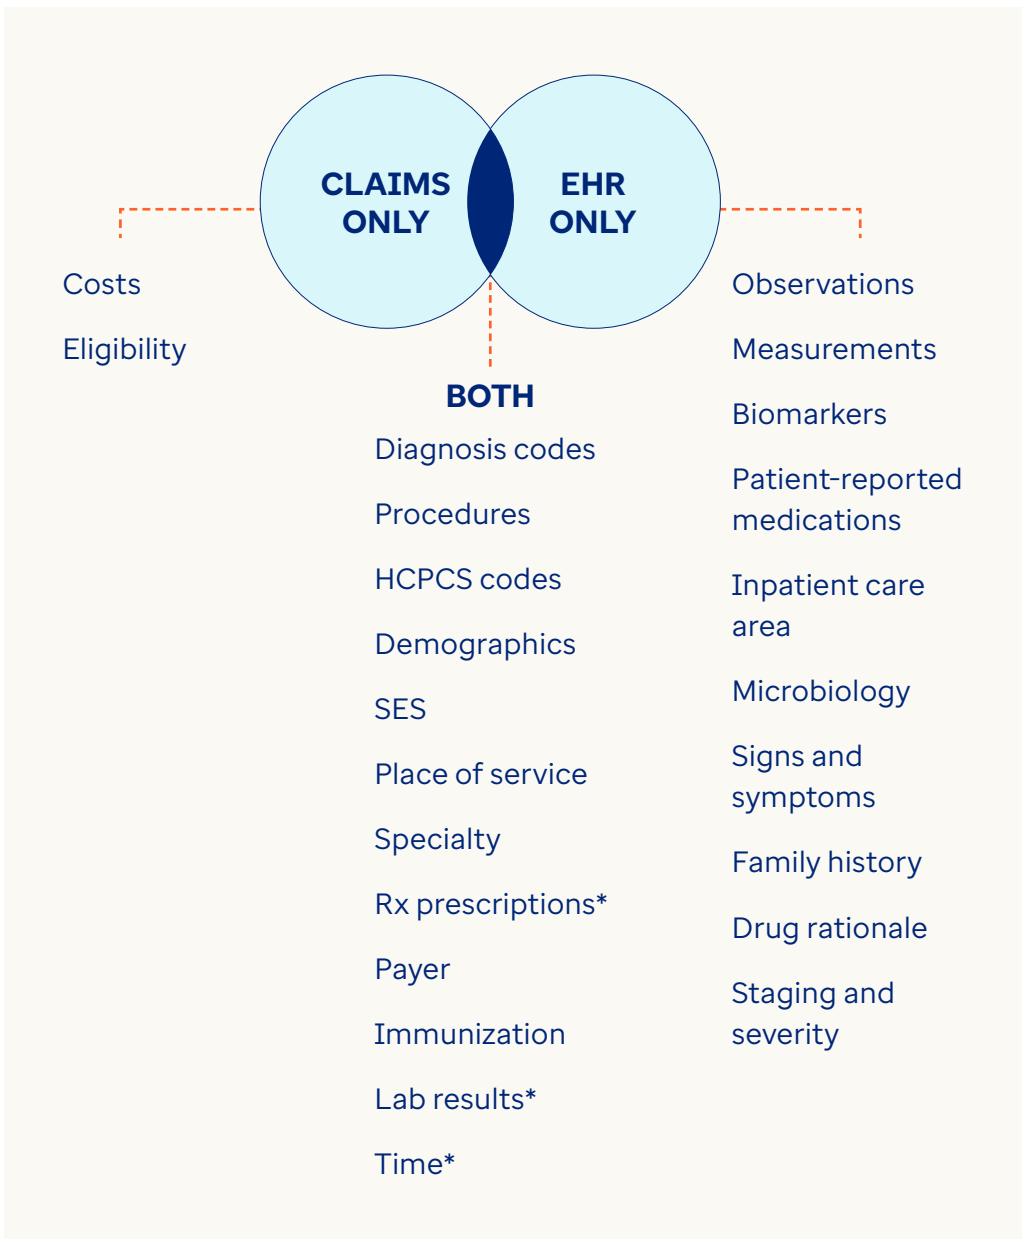 CLAIMS
ONLY
EHR
ONLY
Costs
Eligibility
BOTH
Diagnosis codes
Procedures
HCPCS codes
Demographics
SES
Place of service
Specialty
Rx prescriptions*
Payer
Immunization
Lab results*
Time*
Observations
Measurements
Biomarkers
Patient-reported
medications
Inpatient care
area
Microbiology
Signs and
symptoms
Family history
Drug rationale
Staging and
severity